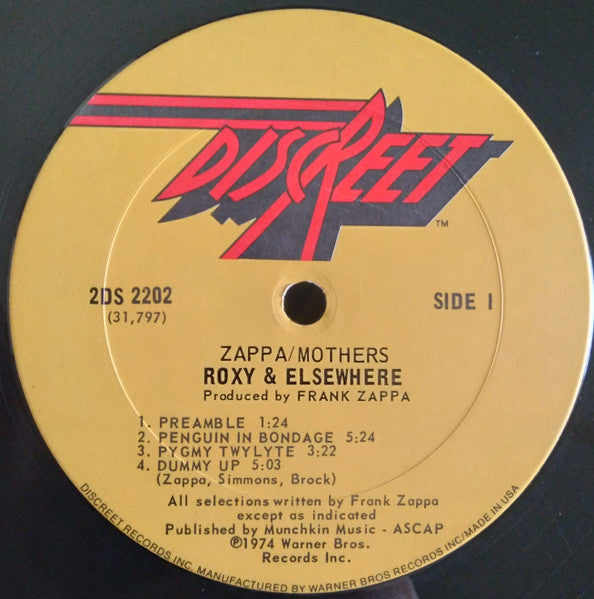 DISCREET
TM
2DS 2202
(31,797)
SIDE 1
ZAPPA/MOTHERS
ROXY & ELSEWHERE
Produced by FRANK ZAPPA
1. PREAMBLE 1:24
2. PENGUIN IN BONDAGE 5:24
3. PYGMY TWYLYTE 3:22
4. DUMMY UP 5:03
(Zappa, Simmons, Brock)
All selections written by Frank Zappa
except as indicated
Published by Munchkin Music - ASCAP
℗1974 Warner Bros.
Records Inc.
DISCREET RECORDS INC. MANUFACTURED BY WARNER BROS RECORDS INC/MADE IN USA